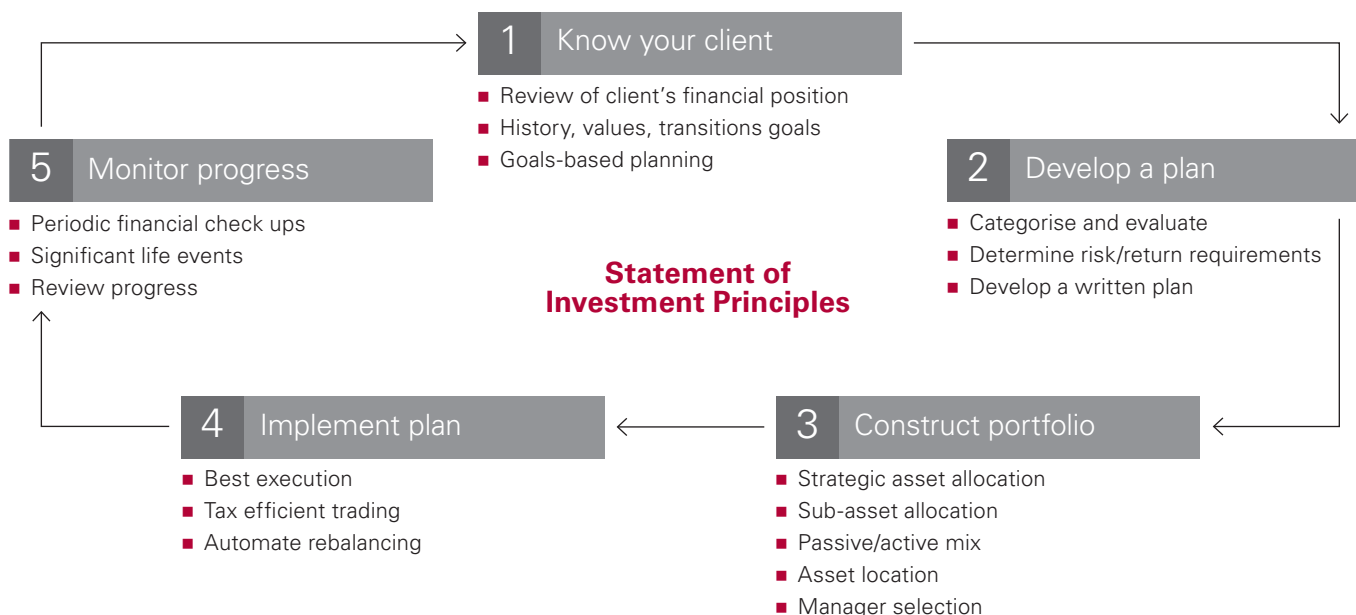 1 Know your client
■ Review of client's financial position
■ History, values, transitions goals
■ Goals-based planning
2 Develop a plan
■ Categorise and evaluate
■ Determine risk/return requirements
■ Develop a written plan
3 Construct portfolio
■ Strategic asset allocation
■ Sub-asset allocation
■ Passive/active mix
■ Asset location
■ Manager selection
4 Implement plan
■ Best execution
■ Tax efficient trading
■ Automate rebalancing
5 Monitor progress
■ Periodic financial check ups
■ Significant life events
■ Review progress
Statement of
Investment Principles